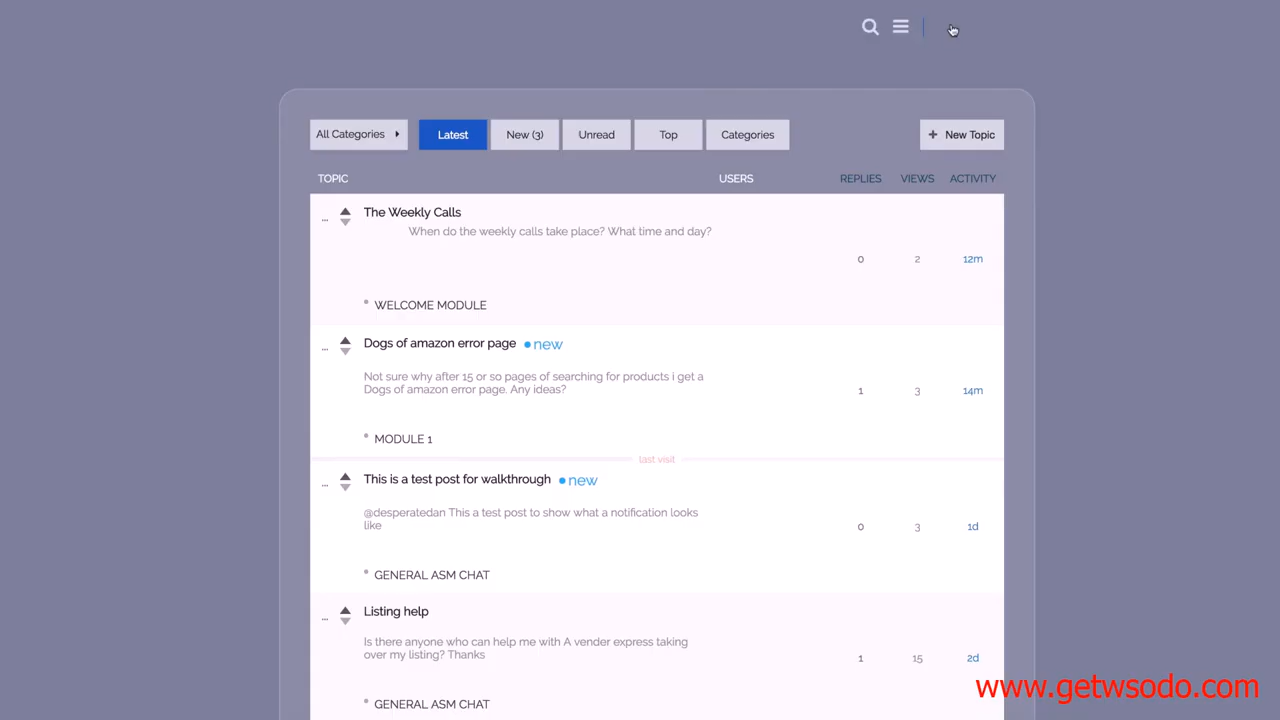 All Categories
Latest
New (3)
Unread
Top
Categories
+ New Topic
TOPIC
USERS
REPLIES
VIEWS
ACTIVITY
... The Weekly Calls
When do the weekly calls take place? What time and day?
0
2
12m
WELCOME MODULE
... Dogs of amazon error page • new
Not sure why after 15 or so pages of searching for products i get a
Dogs of amazon error page. Any ideas?
1
3
14m
MODULE 1
last visit
... This is a test post for walkthrough • new
@desperatedan This a test post to show what a notification looks
like
0
3
1d
GENERAL ASM CHAT
... Listing help
Is there anyone who can help me with A vender express taking
over my listing? Thanks
1
15
2d
GENERAL ASM CHAT
www.getwsodo.com